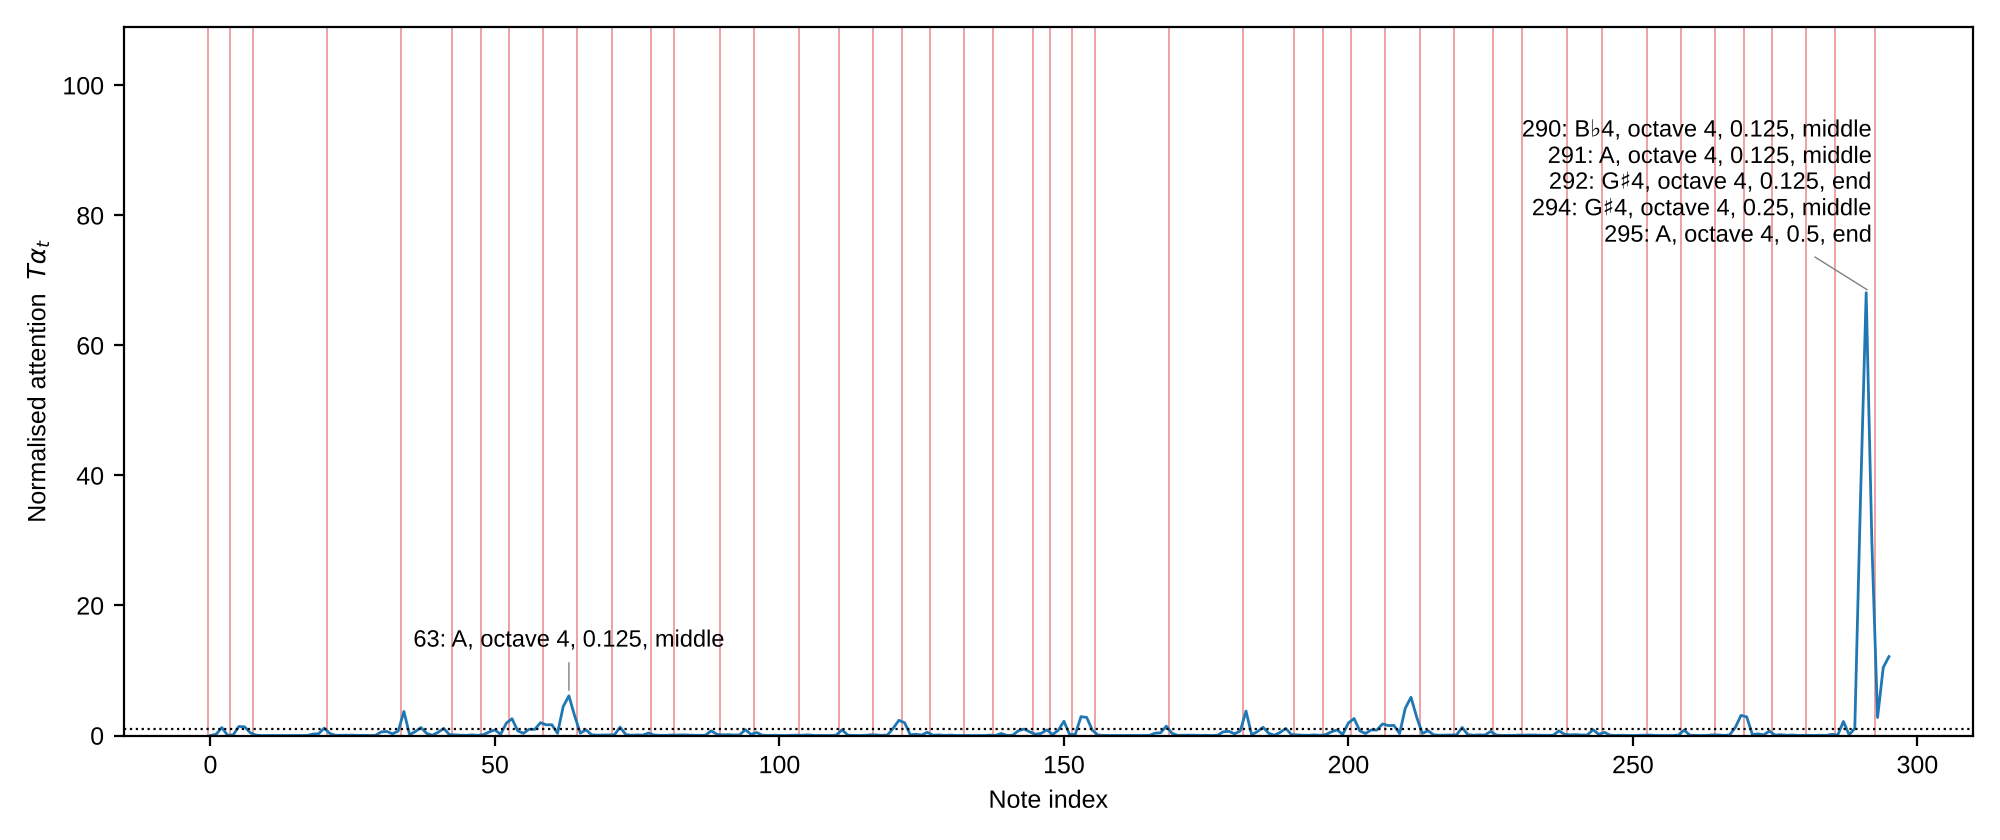 100
80
60
40
20
0
Normalised attention Tαₜ
290: B♭4, octave 4, 0.125, middle
291: A, octave 4, 0.125, middle
292: G♯4, octave 4, 0.125, end
294: G♯4, octave 4, 0.25, middle
295: A, octave 4, 0.5, end
63: A, octave 4, 0.125, middle
0 50 100 150 200 250 300
Note index